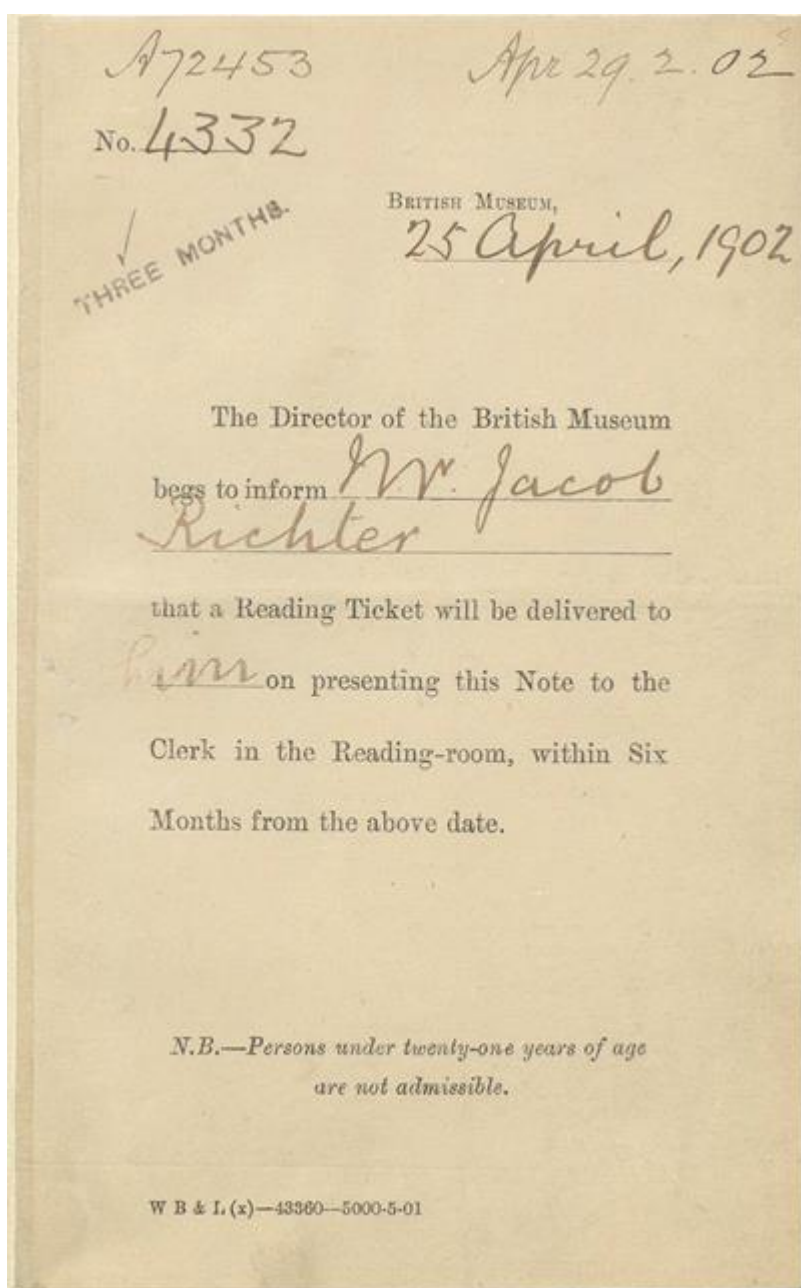 A72453 Apr 29.2.02
No. 4332
BRITISH MUSEUM,
25 April, 1902
THREE MONTHS.
The Director of the British Museum
begs to inform Mr. Jacob
Richter
that a Reading Ticket will be delivered to
him on presenting this Note to the
Clerk in the Reading-room, within Six
Months from the above date.
N.B.—Persons under twenty-one years of age
are not admissible.
W B & L (x)—43360—5000-5-01